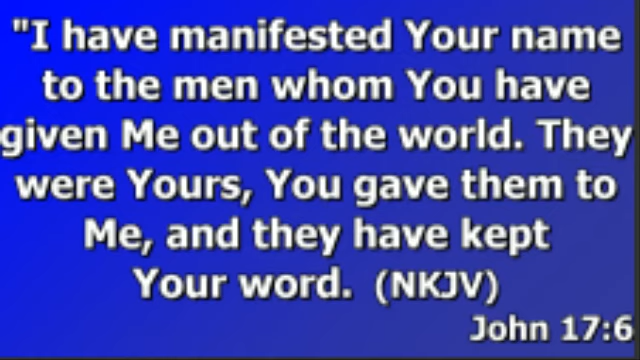 "I have manifested Your name
to the men whom You have
given Me out of the world. They
were Yours, You gave them to
Me, and they have kept
Your word. (NKJV)
John 17:6